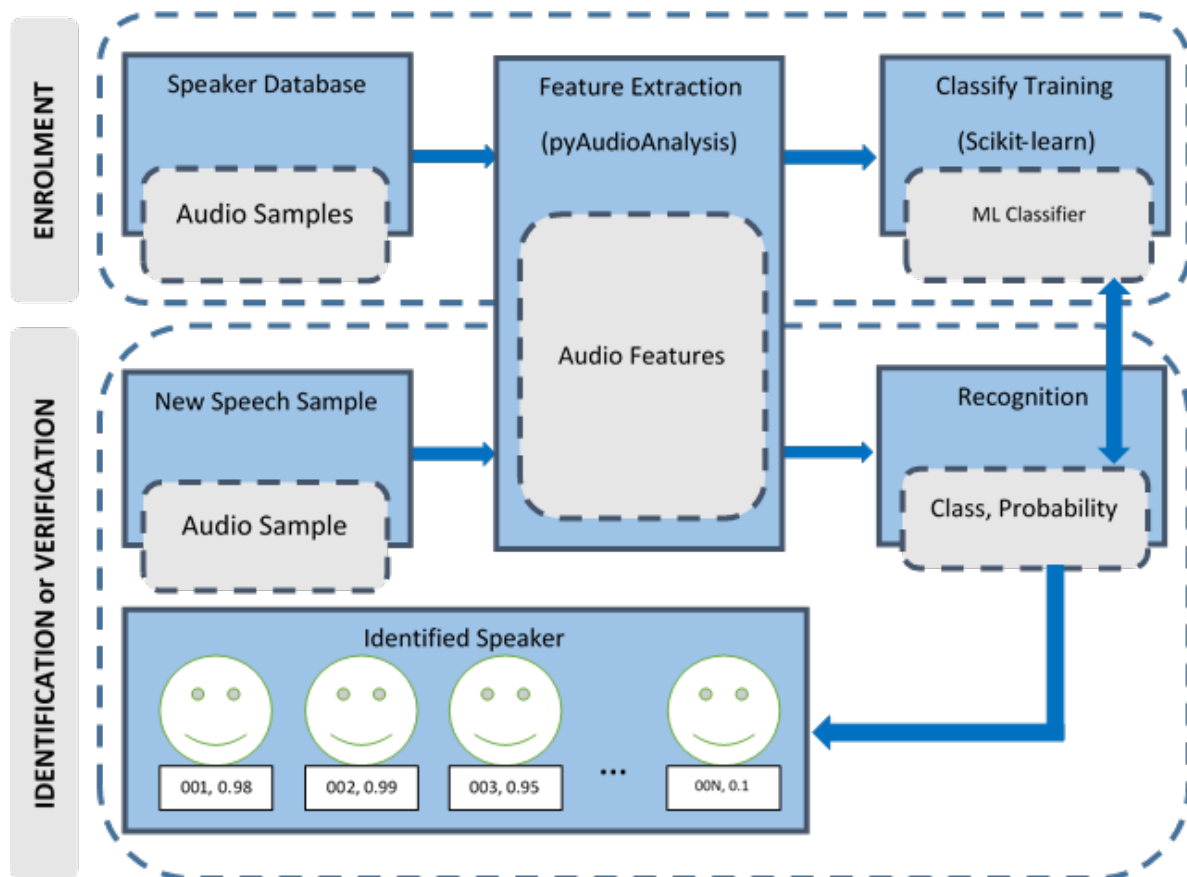 ENROLMENT
Speaker Database
Audio Samples
Feature Extraction
(pyAudioAnalysis)
Audio Features
Classify Training
(Scikit-learn)
ML Classifier
IDENTIFICATION or VERIFICATION
New Speech Sample
Audio Sample
Recognition
Class, Probability
Identified Speaker
001, 0.98
002, 0.99
003, 0.95
...
00N, 0.1